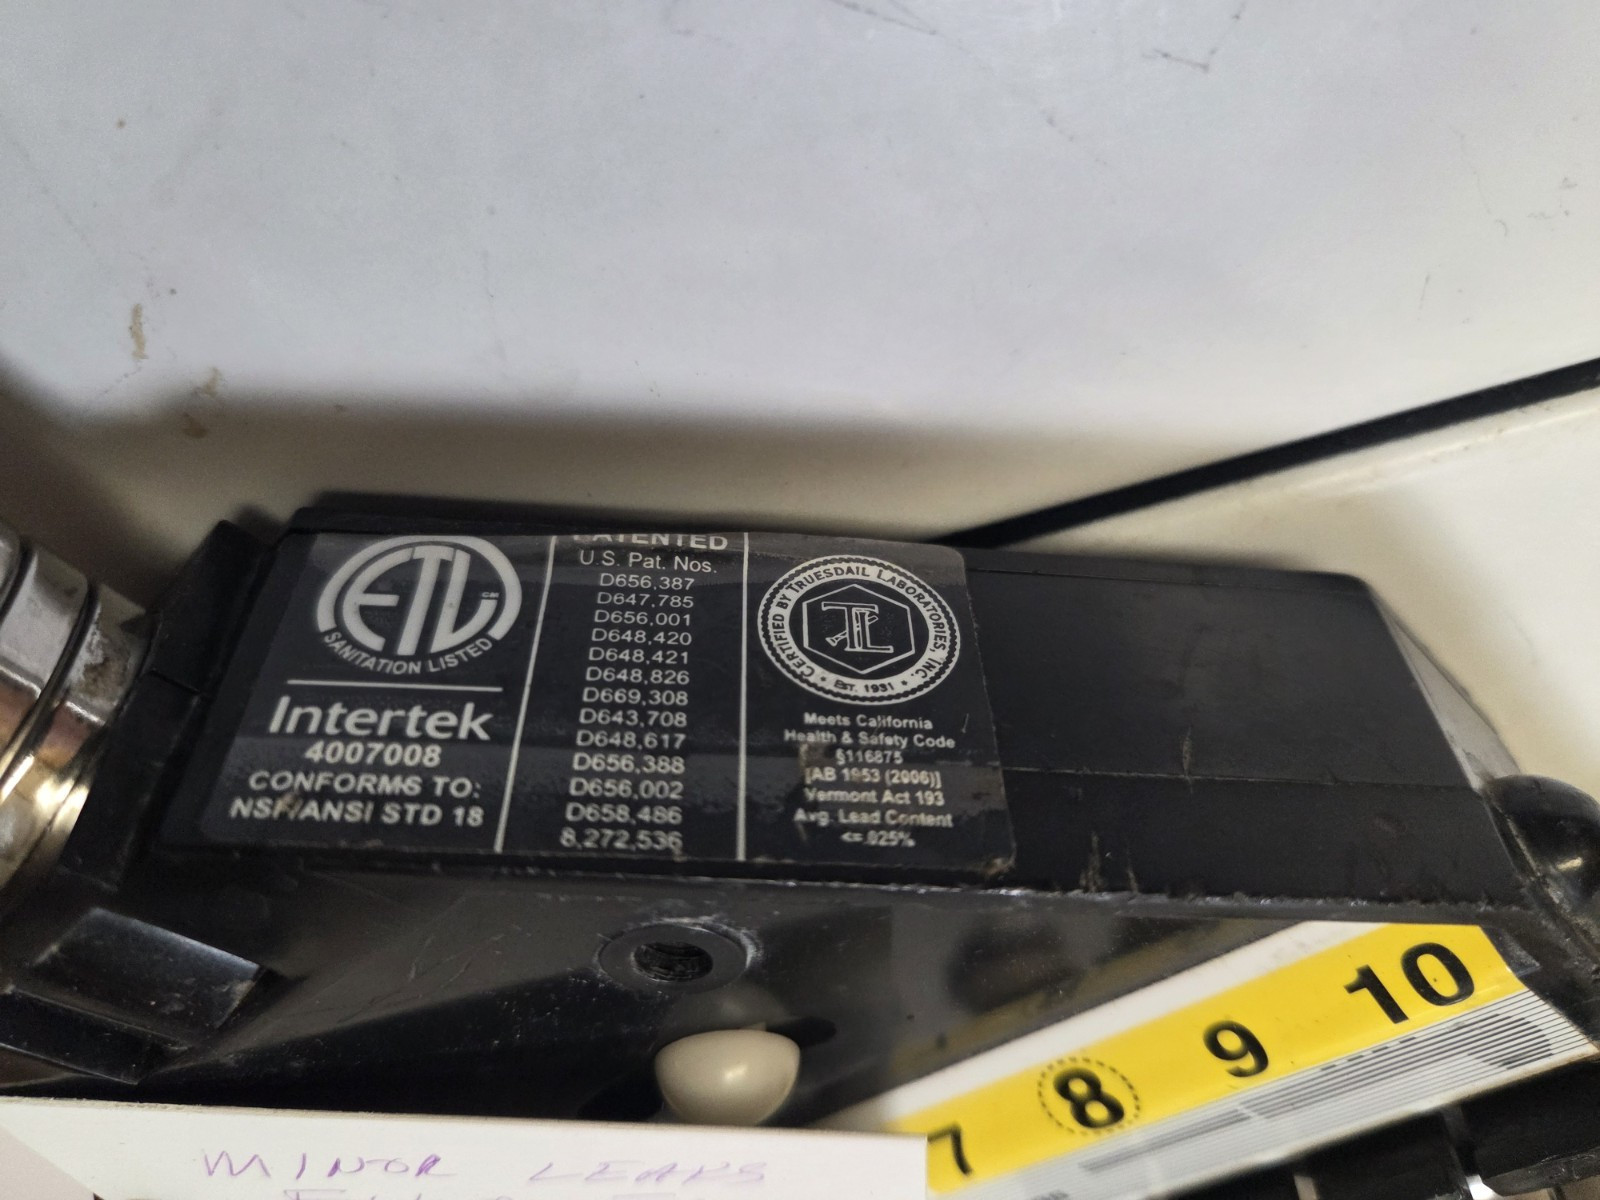 ETL CM
SANITATION LISTED
Intertek
4007008
CONFORMS TO:
NSF/ANSI STD 18
PATENTED
U.S. Pat. Nos.
D656,387
D647,785
D656,001
D648,420
D648,421
D648,826
D669,308
D643,708
D648,617
D656,388
D656,002
D658,486
8,272,536
CERTIFIED BY TRUESDAIL LABORATORIES, INC.
TL
EST. 1931
Meets California
Health & Safety Code
§116875
[AB 1953 (2006)]
Vermont Act 193
Avg. Lead Content
<= .025%
7 8 9 10
MINOR LEAKS